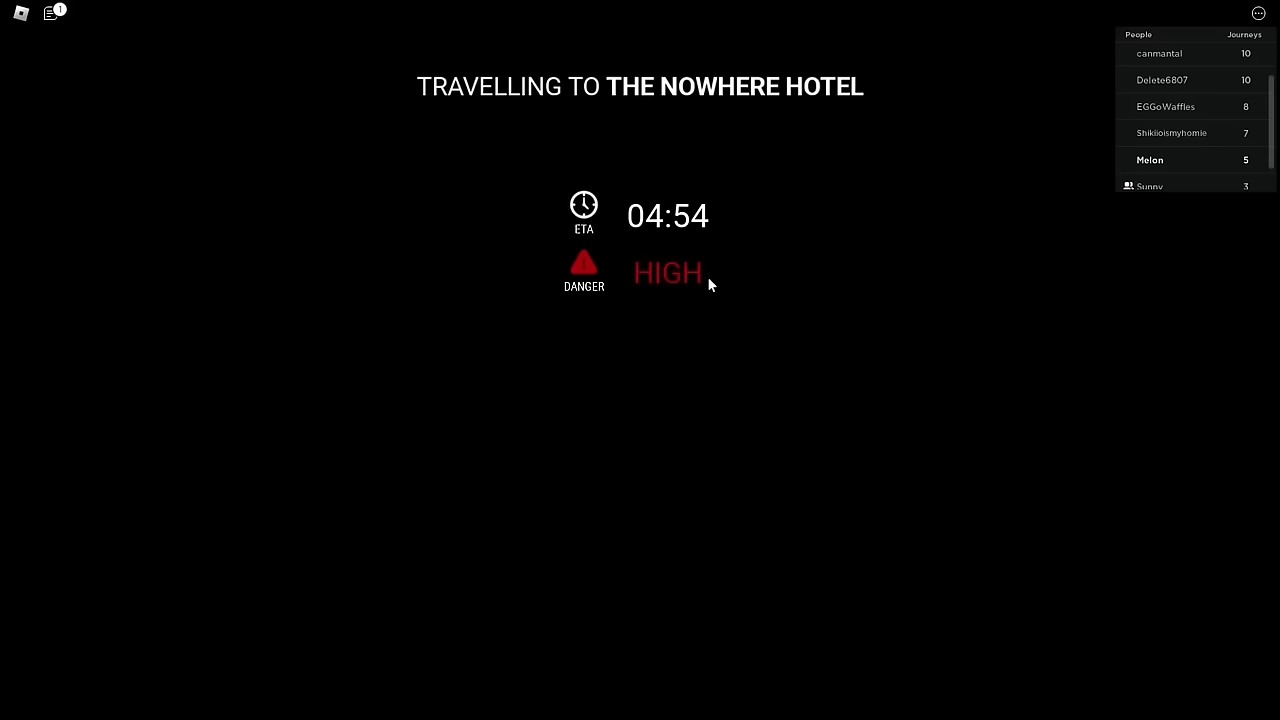 1
People Journeys
canmantal 10
Delete6807 10
EGGoWaffles 8
Shikiioismyhomie 7
Melon 5
Sunny 3
TRAVELLING TO THE NOWHERE HOTEL
04:54
ETA
HIGH
DANGER